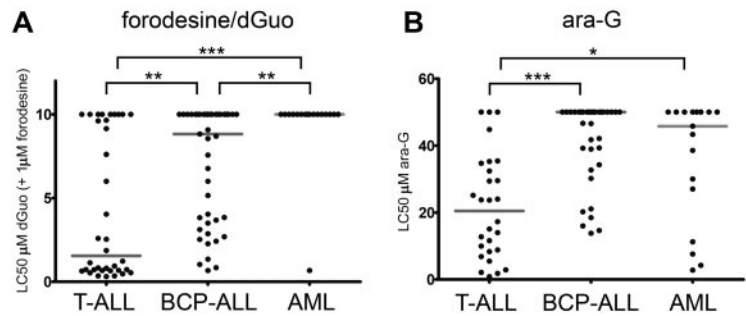 A
forodesine/dGuo
***
**
**
LC50 μM dGuo (+ 1μM forodesine)
10
5
0
T-ALL
BCP-ALL
AML
B
ara-G
*
***
LC50 μM ara-G
60
40
20
0
T-ALL
BCP-ALL
AML